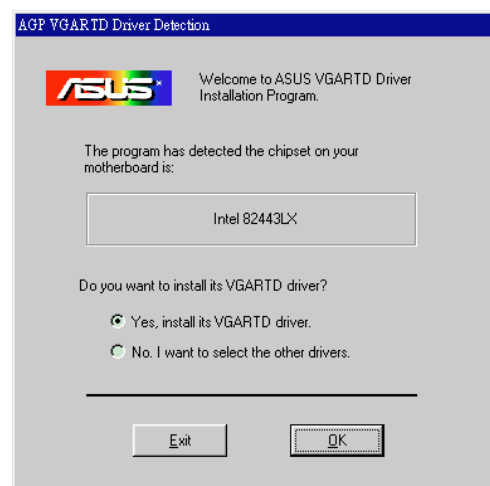 AGP VGARTD Driver Detection
ASUS
Welcome to ASUS VGARTD Driver
Installation Program.
The program has detected the chipset on your
motherboard is:
Intel 82443LX
Do you want to install its VGARTD driver?
Yes, install its VGARTD driver.
No. I want to select the other drivers.
Exit
OK